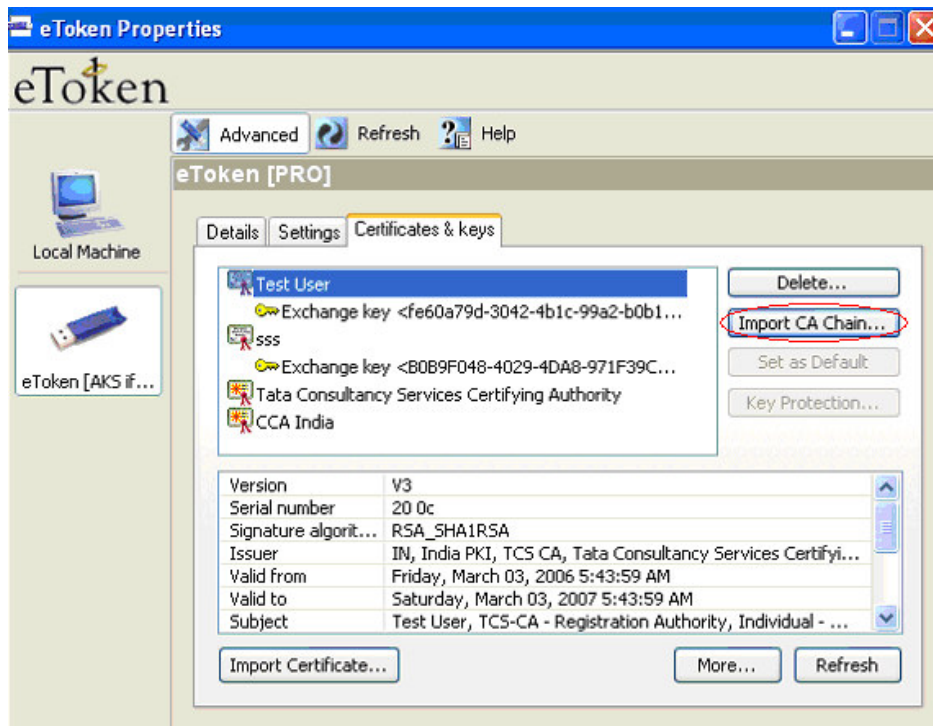 eToken Properties
eToken
Advanced Refresh Help
eToken [PRO]
Local Machine
eToken [AKS if...
Details Settings Certificates & keys
Test User
Exchange key <fe60a79d-3042-4b1c-99a2-b0b1...
sss
Exchange key <B0B9F048-4029-4DA8-971F39C...
Tata Consultancy Services Certifying Authority
CCA India
Delete...
Import CA Chain...
Set as Default
Key Protection...
Version V3
Serial number 20 0c
Signature algorit... RSA_SHA1RSA
Issuer IN, India PKI, TCS CA, Tata Consultancy Services Certifyi...
Valid from Friday, March 03, 2006 5:43:59 AM
Valid to Saturday, March 03, 2007 5:43:59 AM
Subject Test User, TCS-CA - Registration Authority, Individual - ...
Import Certificate... More... Refresh